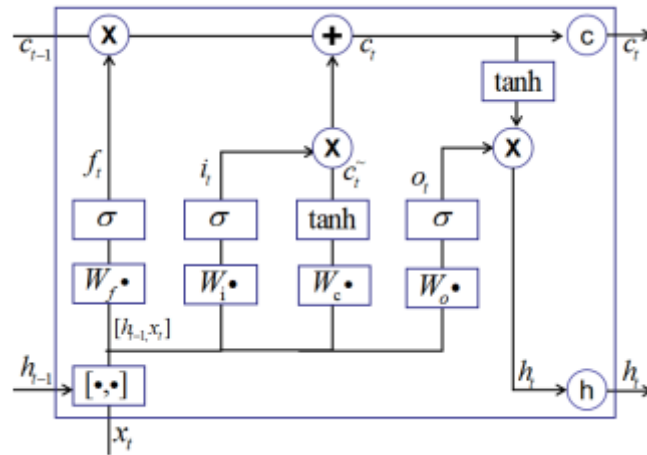 X + c
c_{t-1} c_t c_t
tanh
X X
f_t i_t c_t^~ o_t
σ σ tanh σ
W_f• W_i• W_c• W_o•
[h_{t-1},x_t]
h_{t-1} [•,•] h_t h h_t
x_t